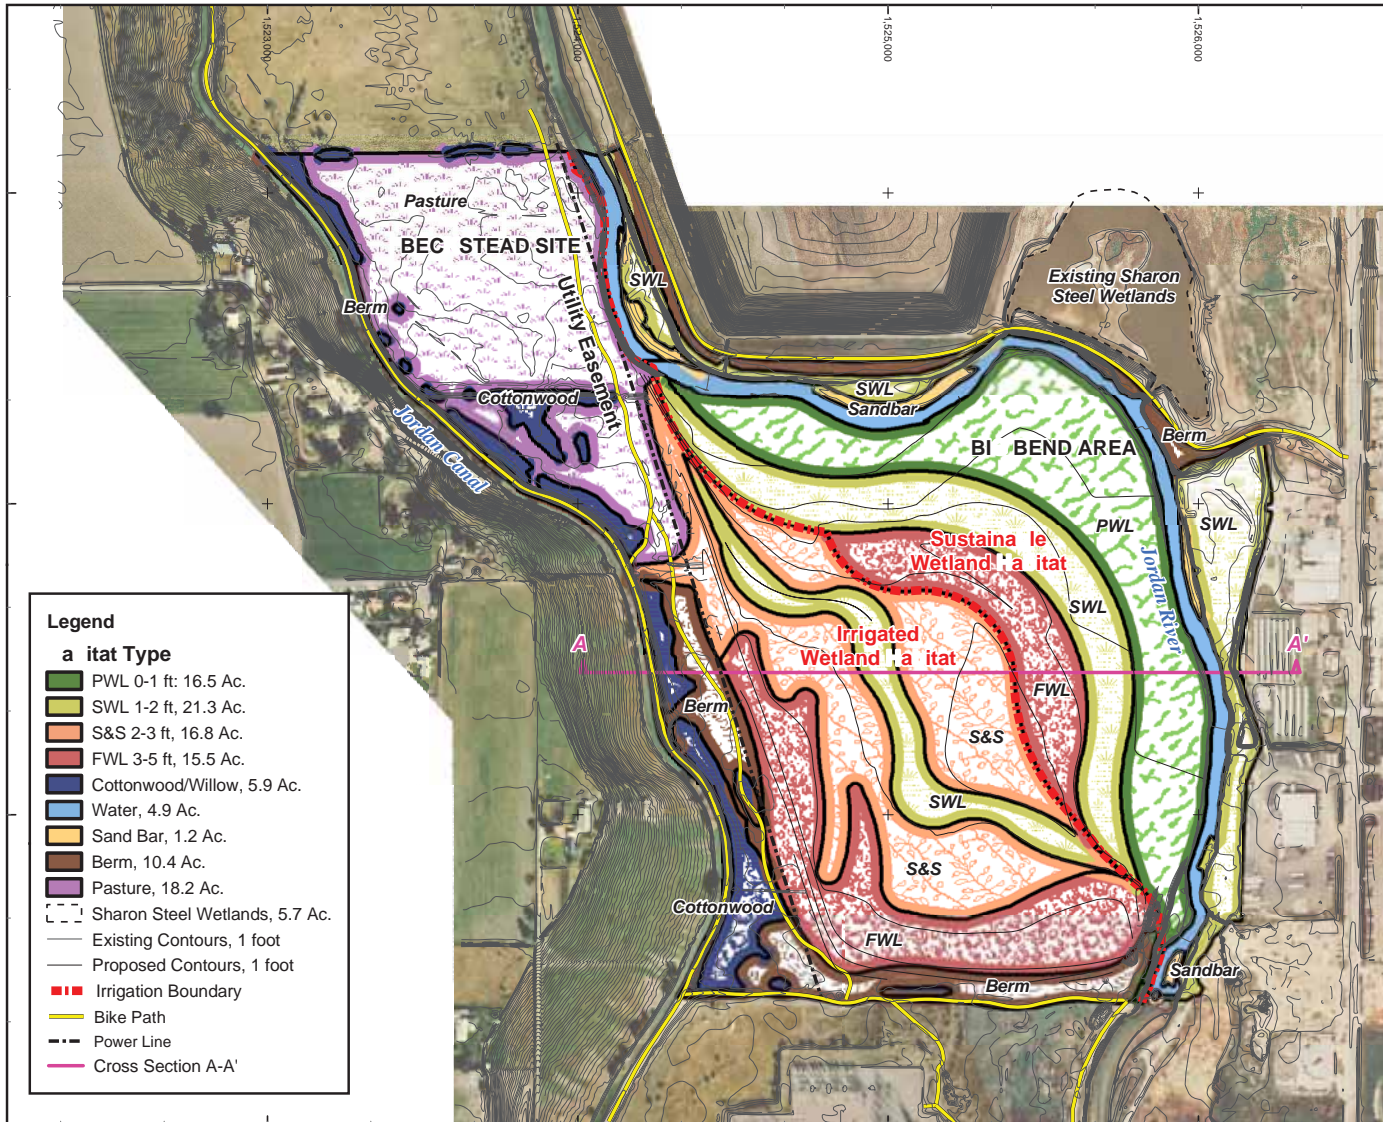 1,523,000
1,524,000
1,525,000
1,526,000
Pasture
BEC STEAD SITE
SWL
Existing Sharon
Steel Wetlands
Berm
Utility Easement
SWL
Sandbar
Cottonwood
Jordan Canal
Berm
BI BEND AREA
PWL
SWL
Jordan River
Sustaina le
Wetland a itat
SWL
Irrigated
Wetland a itat
A
A'
FWL
Berm
S&S
SWL
S&S
Cottonwood
FWL
Sandbar
Berm
Legend
a itat Type
PWL 0-1 ft: 16.5 Ac.
SWL 1-2 ft, 21.3 Ac.
S&S 2-3 ft, 16.8 Ac.
FWL 3-5 ft, 15.5 Ac.
Cottonwood/Willow, 5.9 Ac.
Water, 4.9 Ac.
Sand Bar, 1.2 Ac.
Berm, 10.4 Ac.
Pasture, 18.2 Ac.
Sharon Steel Wetlands, 5.7 Ac.
Existing Contours, 1 foot
Proposed Contours, 1 foot
Irrigation Boundary
Bike Path
Power Line
Cross Section A-A'